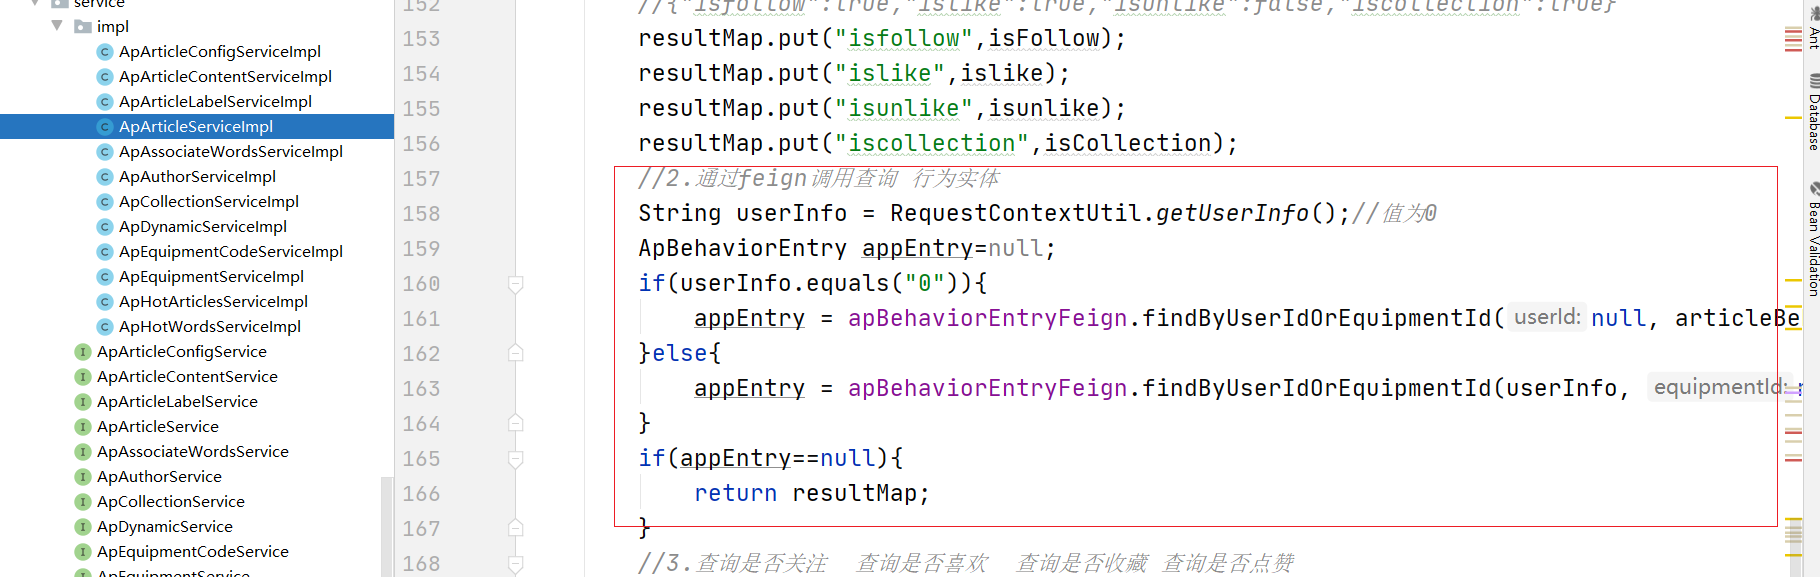 service
impl
ApArticleConfigServiceImpl
ApArticleContentServiceImpl
ApArticleLabelServiceImpl
ApArticleServiceImpl
ApAssociateWordsServiceImpl
ApAuthorServiceImpl
ApCollectionServiceImpl
ApDynamicServiceImpl
ApEquipmentCodeServiceImpl
ApEquipmentServiceImpl
ApHotArticlesServiceImpl
ApHotWordsServiceImpl
ApArticleConfigService
ApArticleContentService
ApArticleLabelService
ApArticleService
ApAssociateWordsService
ApAuthorService
ApCollectionService
ApDynamicService
ApEquipmentCodeService
ApEquipmentService
152 //{"isfollow":true,"islike":true,"isunlike":false,"iscollection":true}
153 resultMap.put("isfollow",isFollow);
154 resultMap.put("islike",islike);
155 resultMap.put("isunlike",isunlike);
156 resultMap.put("iscollection",isCollection);
157 //2.通过feign调用查询 行为实体
158 String userInfo = RequestContextUtil.getUserInfo();//值为0
159 ApBehaviorEntry appEntry=null;
160 if(userInfo.equals("0")){
161 appEntry = apBehaviorEntryFeign.findByUserIdOrEquipmentId( userId: null, articleBe
162 }else{
163 appEntry = apBehaviorEntryFeign.findByUserIdOrEquipmentId(userInfo, equipmentId:
164 }
165 if(appEntry==null){
166 return resultMap;
167 }
168 //3.查询是否关注 查询是否喜欢 查询是否收藏 查询是否点赞
Ant
Database
Bean Validation